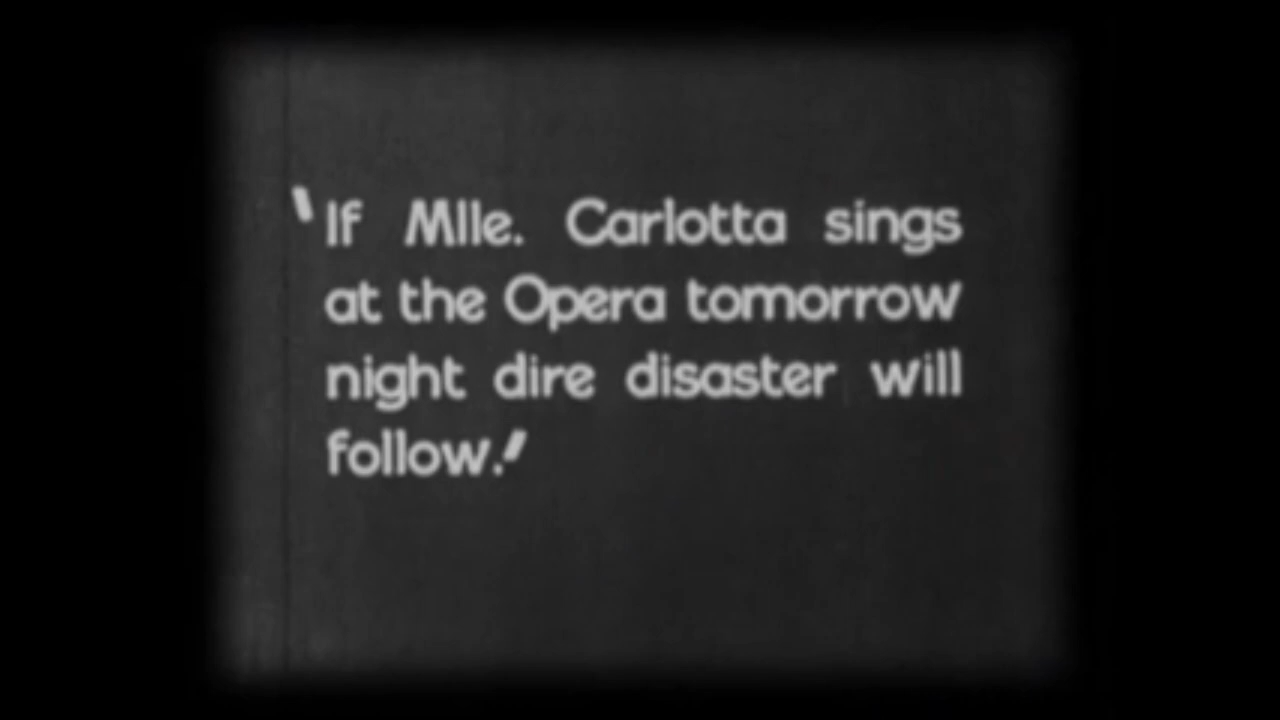 "If Mlle. Carlotta sings
at the Opera tomorrow
night dire disaster will
follow."